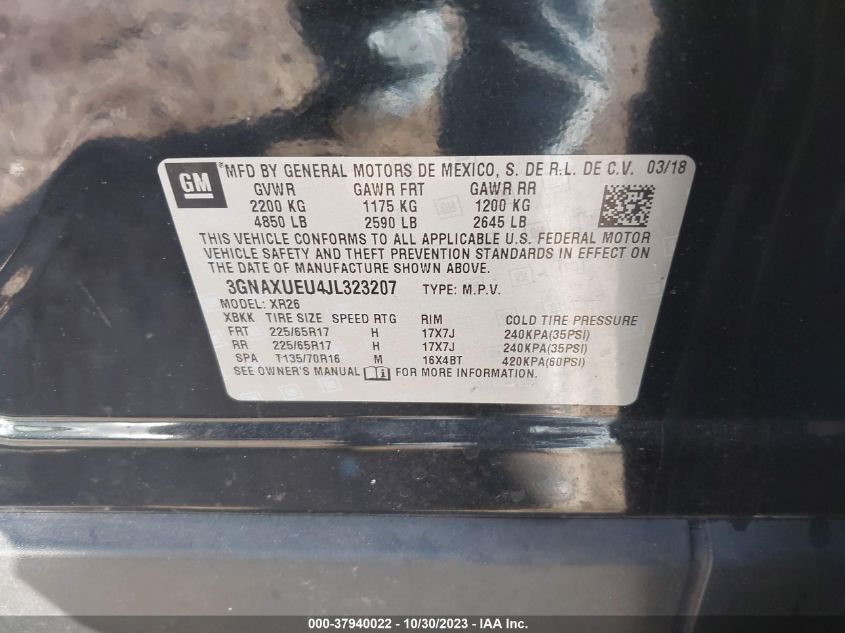 GM ®MFD BY GENERAL MOTORS DE MEXICO, S. DE R.L. DE C.V. 03/18
GVWR GAWR FRT GAWR RR
2200 KG 1175 KG 1200 KG
4850 LB 2590 LB 2645 LB
THIS VEHICLE CONFORMS TO ALL APPLICABLE U.S. FEDERAL MOTOR
VEHICLE SAFETY AND THEFT PREVENTION STANDARDS IN EFFECT ON
THE DATE OF MANUFACTURE SHOWN ABOVE.
3GNAXUEU4JL323207 TYPE: M.P.V.
MODEL: XR26
XBKK TIRE SIZE SPEED RTG RIM COLD TIRE PRESSURE
FRT 225/65R17 H 17X7J 240KPA(35PSI)
RR 225/65R17 H 17X7J 240KPA(35PSI)
SPA T135/70R16 M 16X4BT 420KPA(60PSI)
SEE OWNER'S MANUAL FOR MORE INFORMATION.
000-37940022 - 10/30/2023 - IAA Inc.